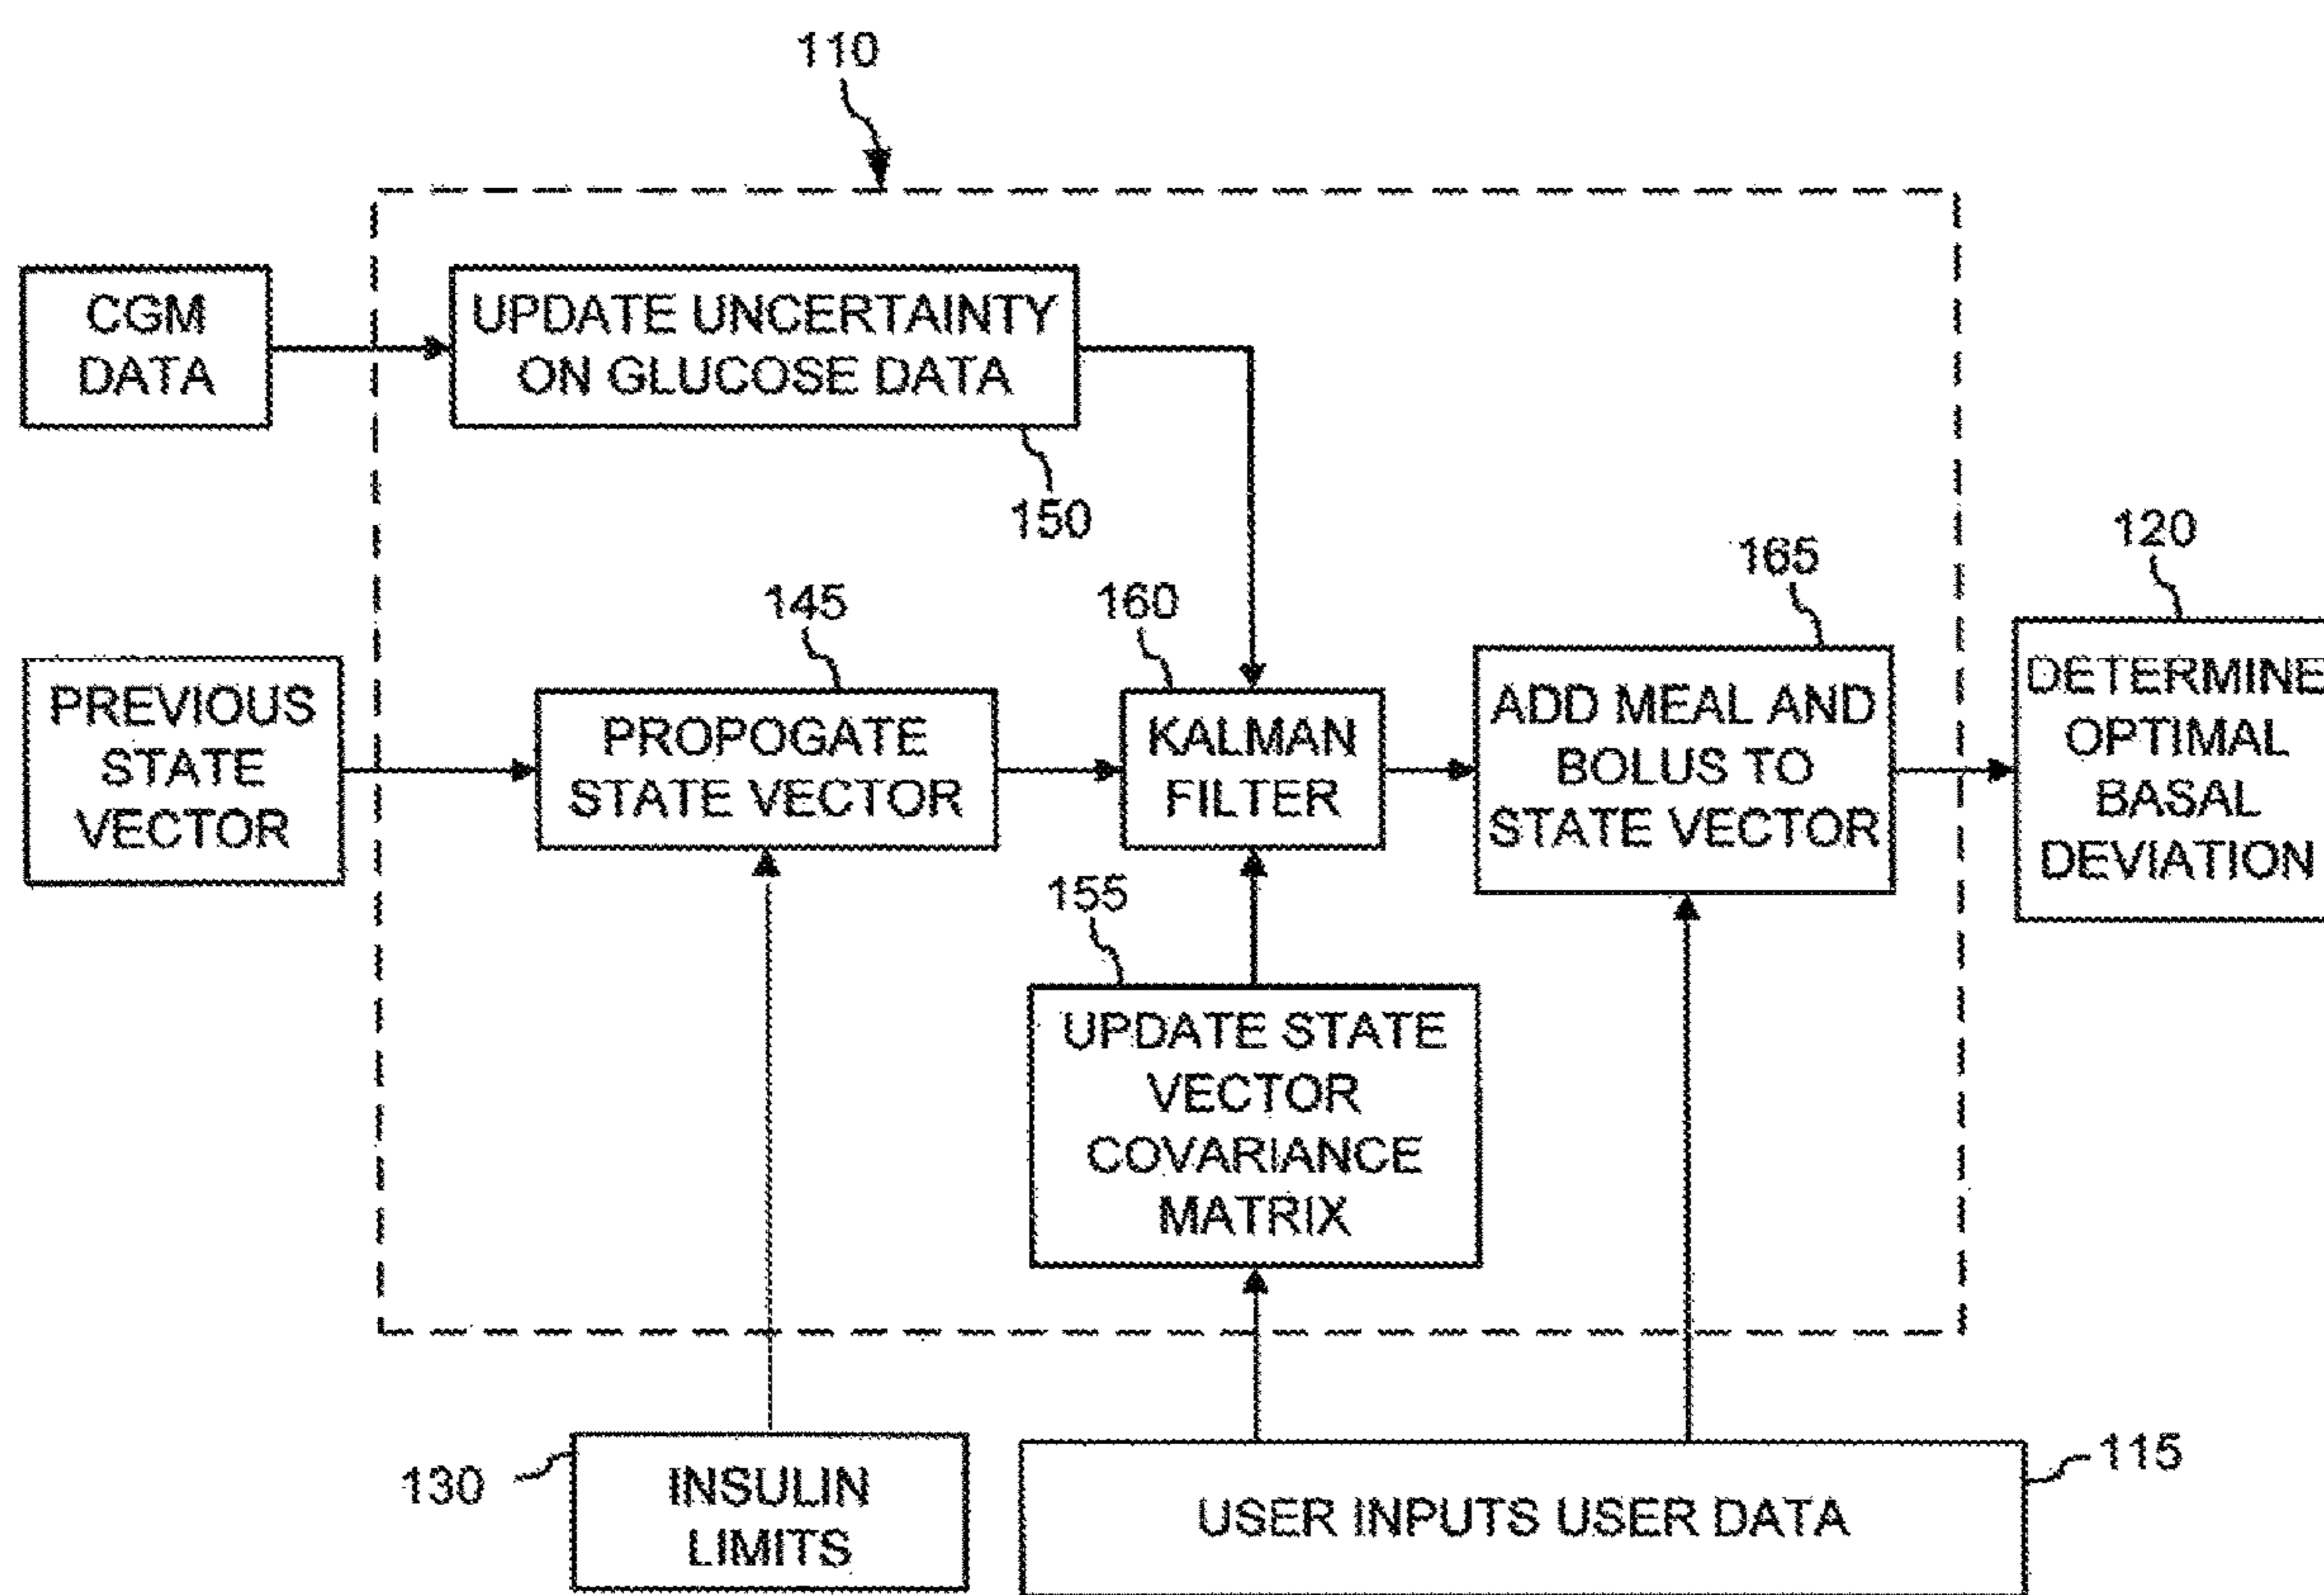 110
CGM
DATA
UPDATE UNCERTAINTY
ON GLUCOSE DATA
150
PREVIOUS
STATE
VECTOR
145
PROPOGATE
STATE VECTOR
160
KALMAN
FILTER
165
ADD MEAL AND
BOLUS TO
STATE VECTOR
120
DETERMINE
OPTIMAL
BASAL
DEVIATION
155
UPDATE STATE
VECTOR
COVARIANCE
MATRIX
130
INSULIN
LIMITS
USER INPUTS USER DATA
115